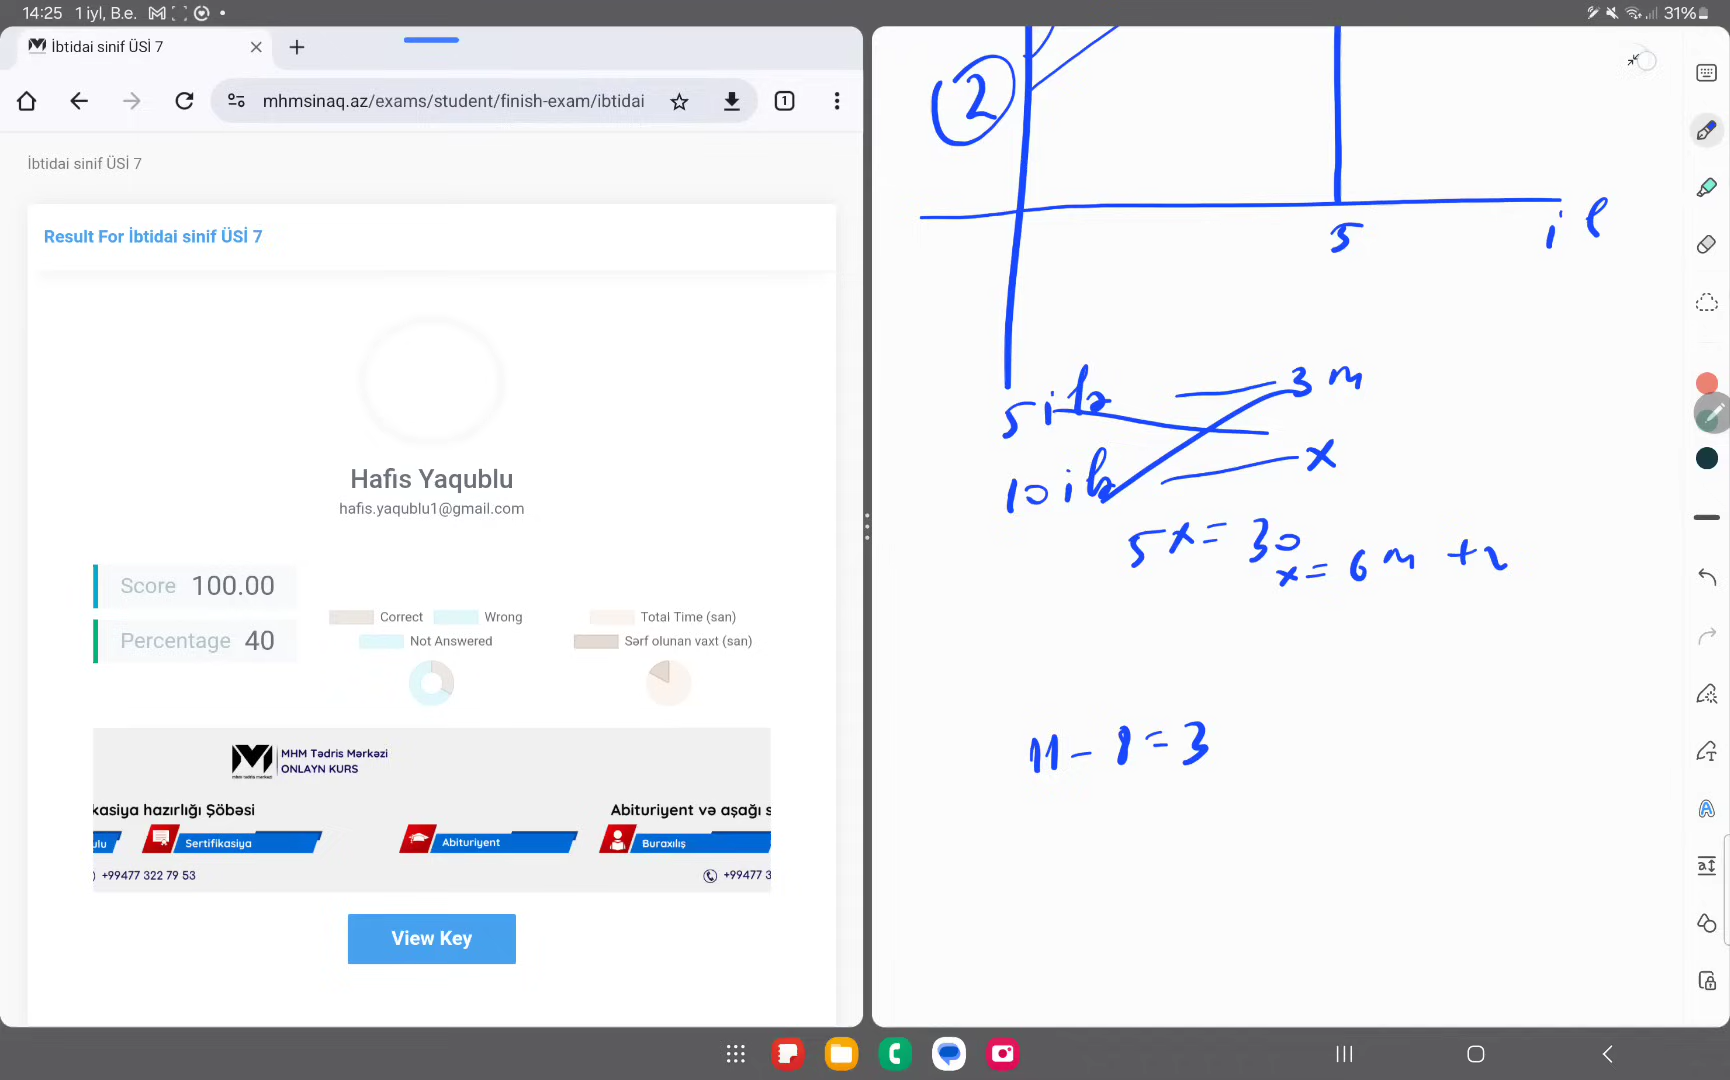 14:25 1 iyl, B.e. 31%
İbtidai sinif ÜSİ 7
mhmsinaq.az/exams/student/finish-exam/ibtidai
1
İbtidai sinif ÜSİ 7
Result For İbtidai sinif ÜSİ 7
Hafis Yaqublu
hafis.yaqublu1@gmail.com
Score 100.00
Percentage 40
Correct Wrong
Not Answered
Total Time (san)
Sərf olunan vaxt (san)
MHM Tədris Mərkəzi
ONLAYN KURS
kasiya hazırlığı Şöbəsi
Abituriyent və aşağı s
ulu
Sertifikasiya
Abituriyent
Buraxılış
) +99477 322 79 53
+99477 3
View Key
2
5
il
3 m
x
5x = 30
x = 6 m + 2
11 - 8 = 3